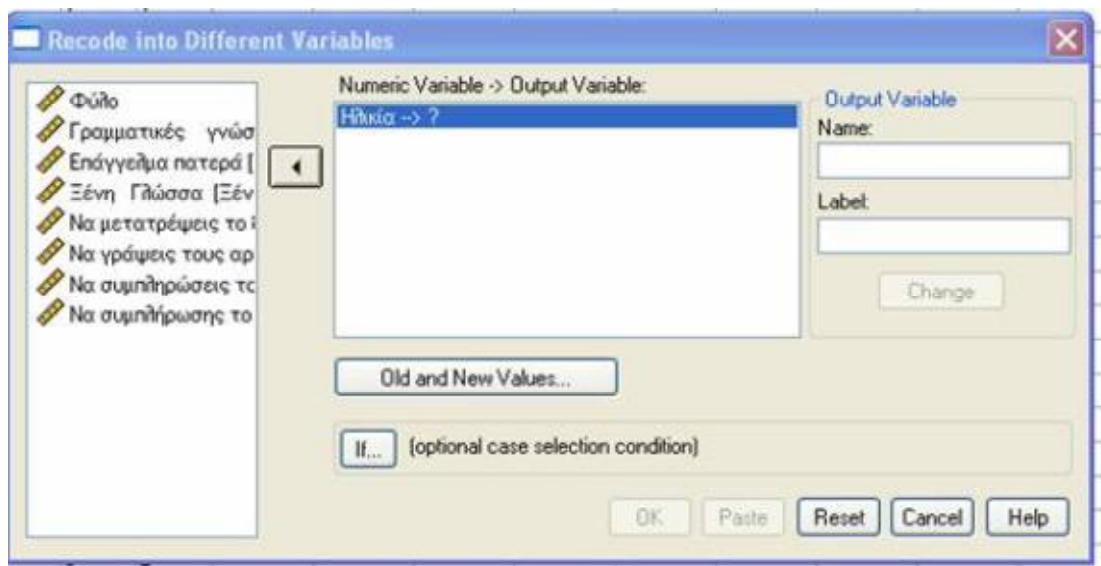 Recode into Different Variables
Φύλο
Γραμματικές γνώσ
Επάγγελμα πατερά [
Ξένη Γλώσσα [Ξέν
Να μετατρέψεις το
Να γράψεις τους αρ
Να συμπληρώσεις το
Να συμπλήρωσης το
Numeric Variable -> Output Variable:
Ηλικία --> ?
Output Variable
Name:
Label:
Change
Old and New Values...
If...
(optional case selection condition)
OK
Paste
Reset
Cancel
Help